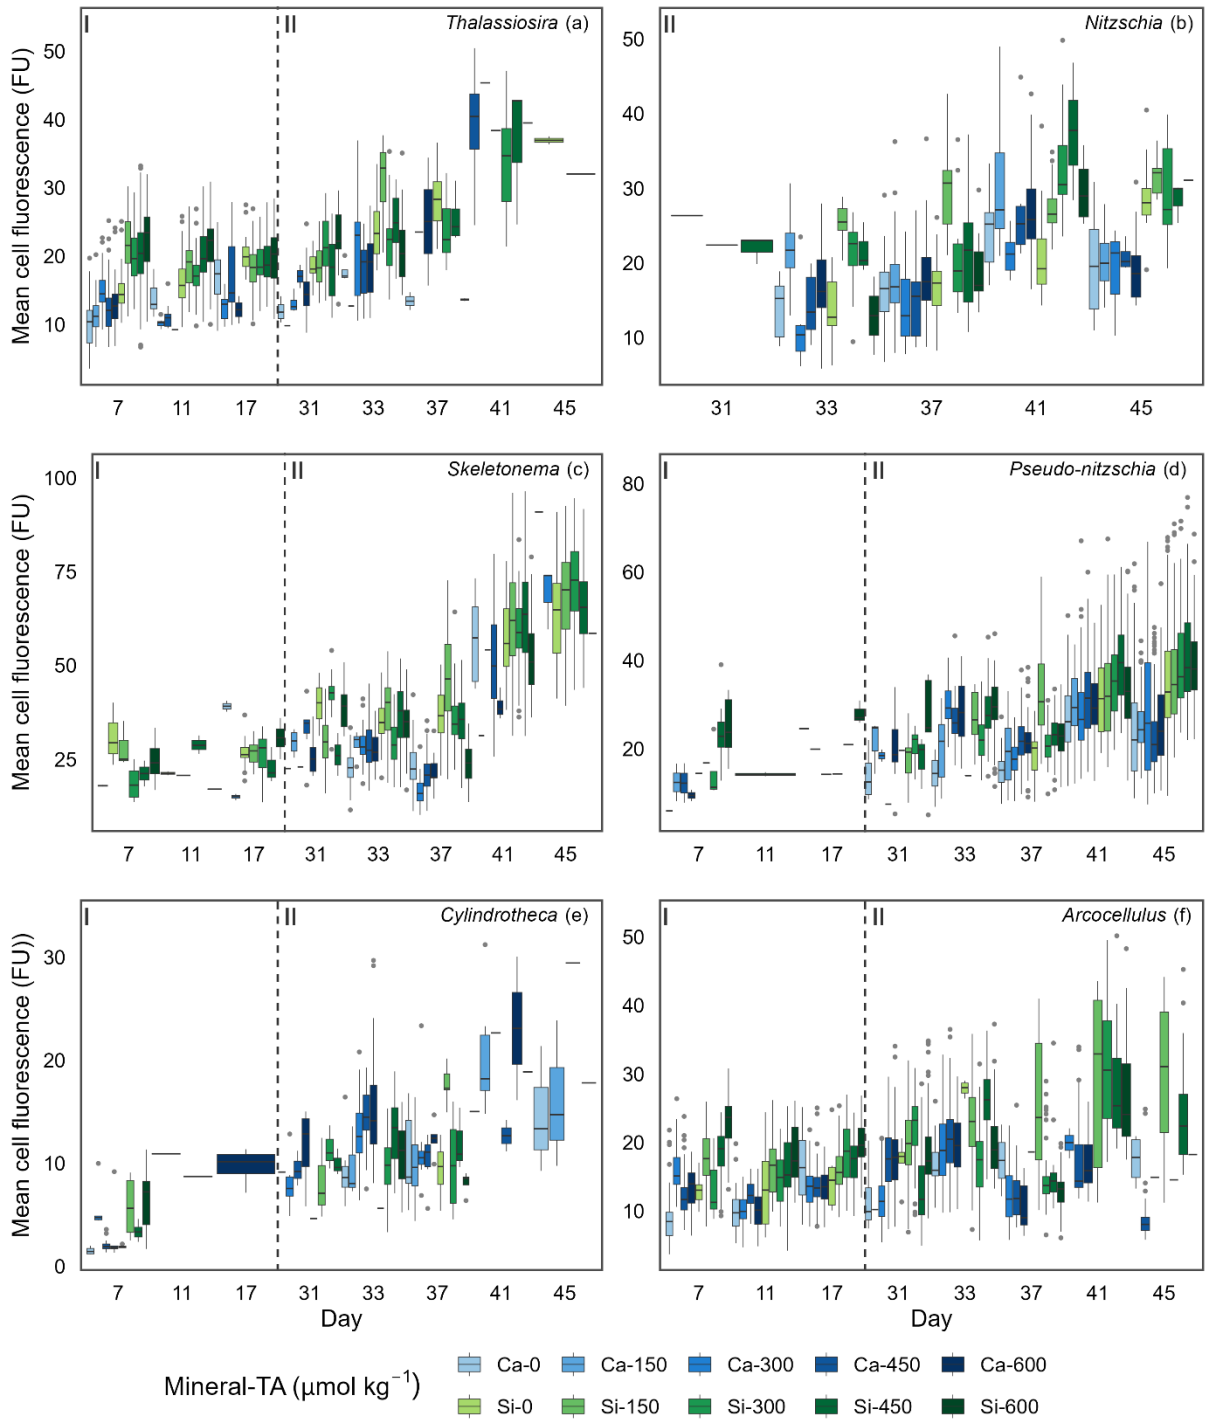 I II Thalassiosira (a)
Mean cell fluorescence (FU)
50
40
30
20
10
7 11 17 31 33 37 41 45
II Nitzschia (b)
50
40
30
20
10
31 33 37 41 45
I II Skeletonema (c)
Mean cell fluorescence (FU)
100
75
50
25
7 11 17 31 33 37 41 45
I II Pseudo-nitzschia (d)
80
60
40
20
7 11 17 31 33 37 41 45
I II Cylindrotheca (e)
Mean cell fluorescence (FU))
30
20
10
0
7 11 17 31 33 37 41 45
Day
I II Arcocellulus (f)
50
40
30
20
10
7 11 17 31 33 37 41 45
Day
Mineral-TA (µmol kg⁻¹)
Ca-0 Ca-150 Ca-300 Ca-450 Ca-600
Si-0 Si-150 Si-300 Si-450 Si-600